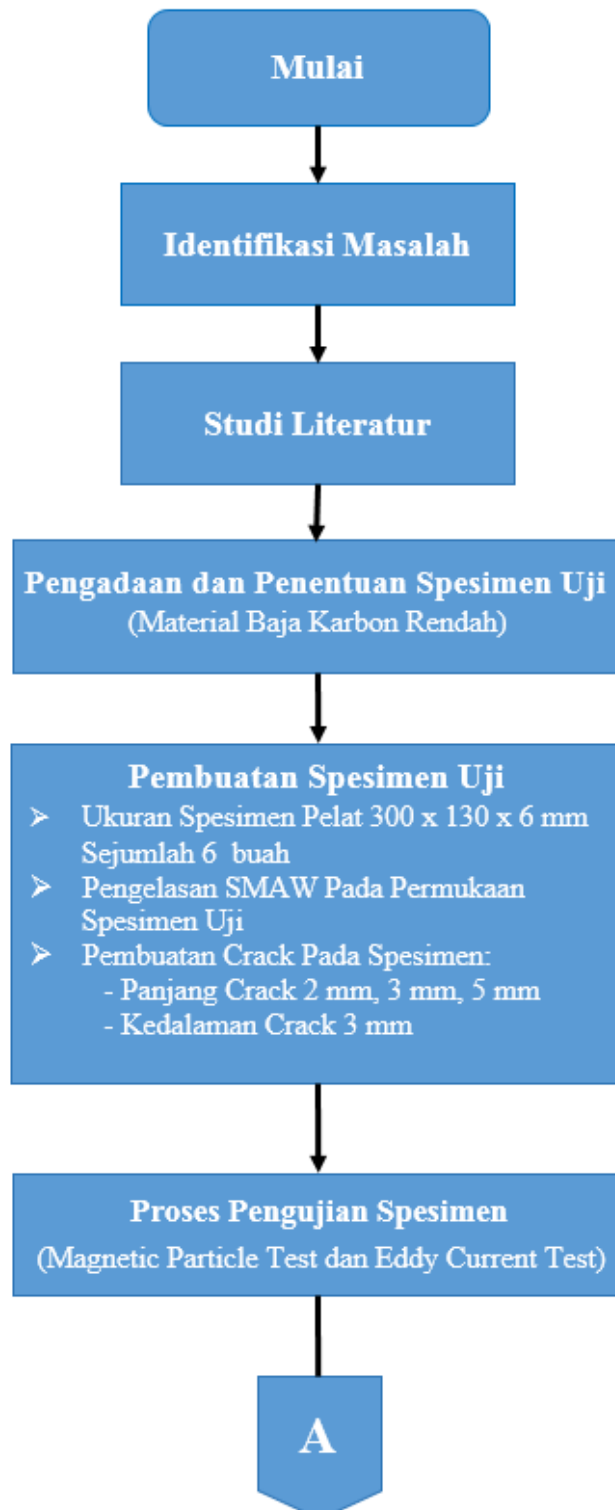 Mulai
Identifikasi Masalah
Studi Literatur
Pengadaan dan Penentuan Spesimen Uji
(Material Baja Karbon Rendah)
Pembuatan Spesimen Uji
➢ Ukuran Spesimen Pelat 300 x 130 x 6 mm
Sejumlah 6 buah
➢ Pengelasan SMAW Pada Permukaan
Spesimen Uji
➢ Pembuatan Crack Pada Spesimen:
- Panjang Crack 2 mm, 3 mm, 5 mm
- Kedalaman Crack 3 mm
Proses Pengujian Spesimen
(Magnetic Particle Test dan Eddy Current Test)
A